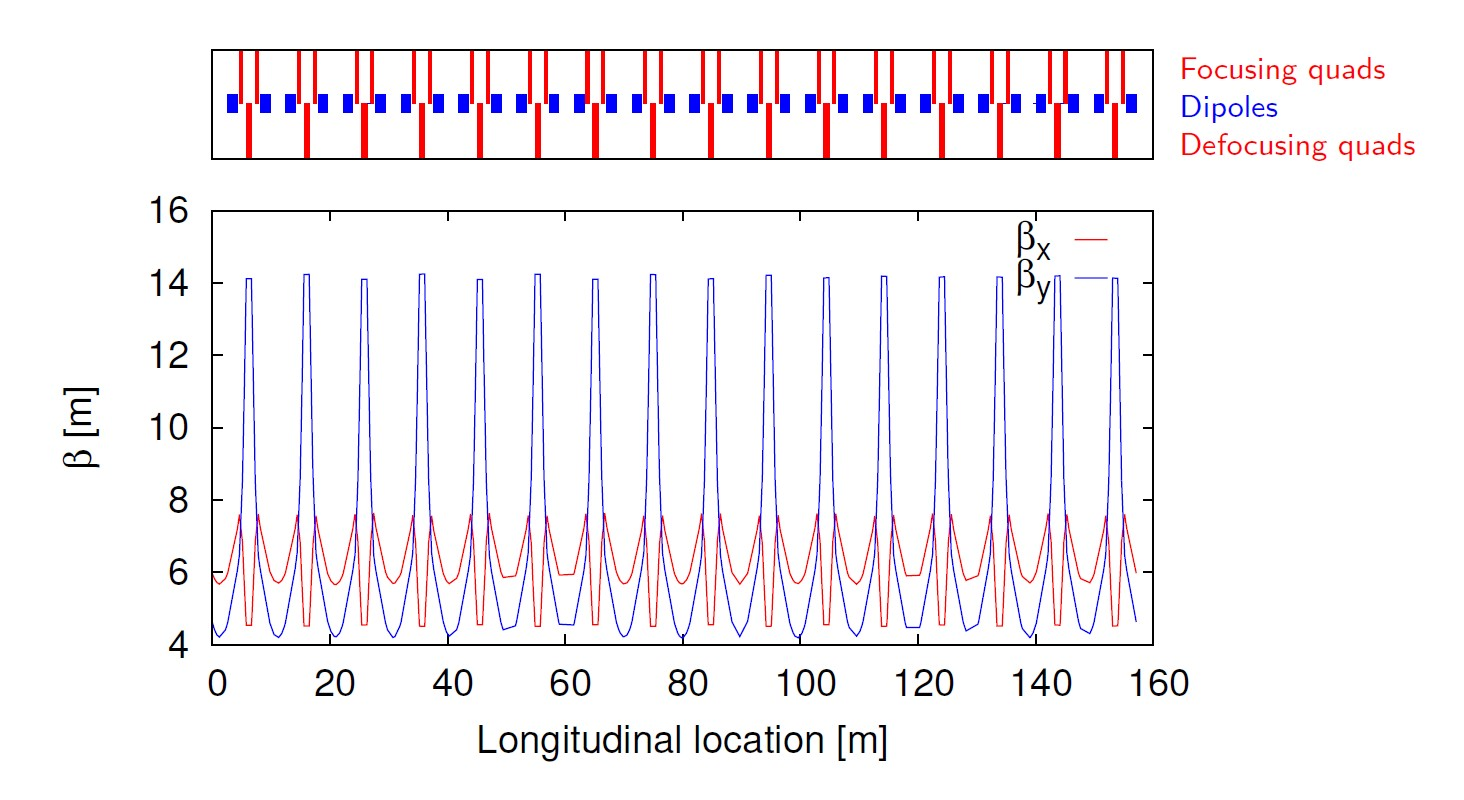 Focusing quads
Dipoles
Defocusing quads
16
14
12
10
8
6
4
β [m]
βx
βy
0 20 40 60 80 100 120 140 160
Longitudinal location [m]